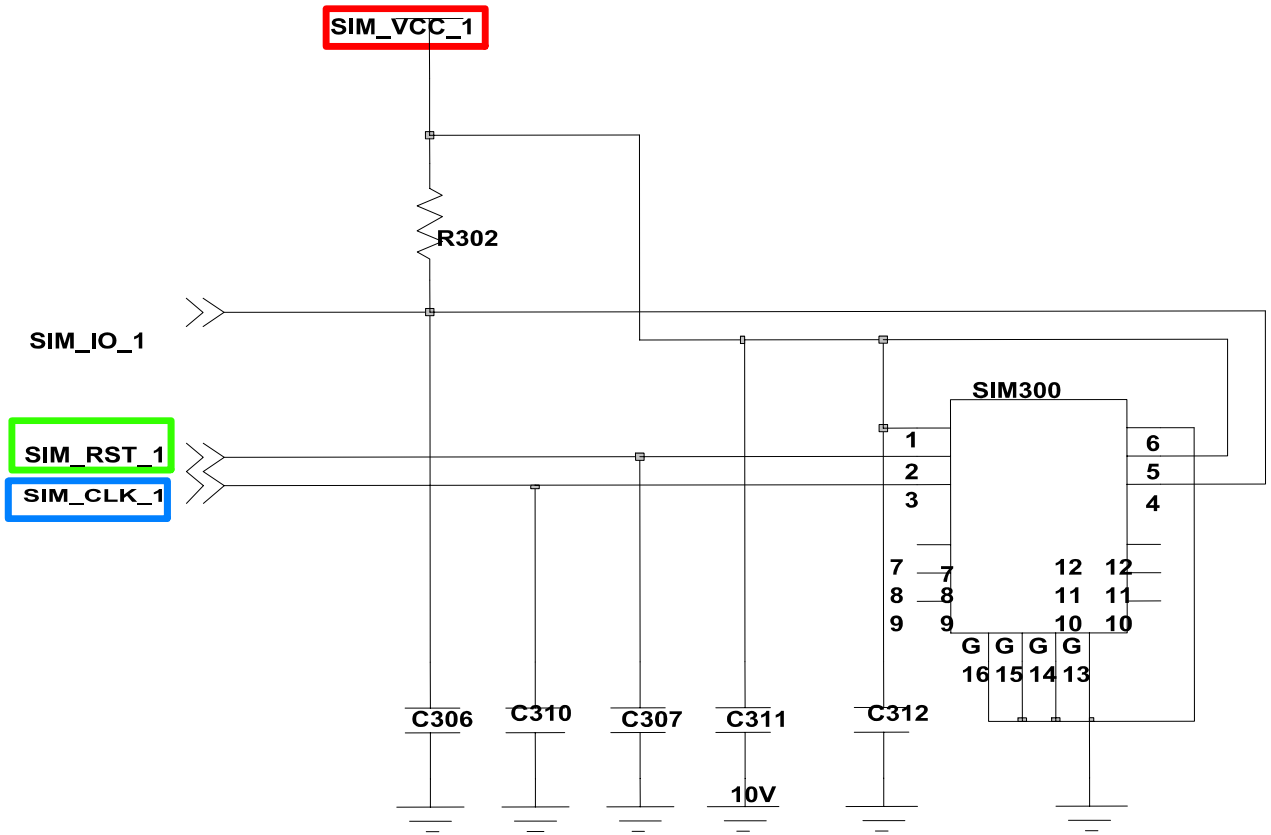 SIM_VCC_1
R302
SIM_IO_1
SIM300
SIM_RST_1
SIM_CLK_1
1
2
3
6
5
4
7 7 12 12
8 8 11 11
9 9 10 10
G G G G
16 15 14 13
C306 C310 C307 C311 C312
10V